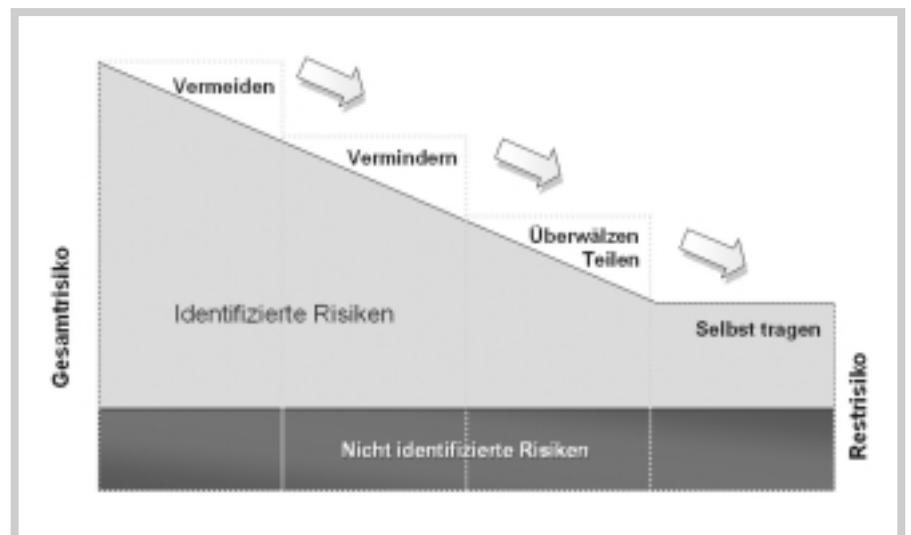 Vermeiden
Vermindern
Überwälzen
Teilen
Gesamtrisiko
Identifizierte Risiken
Selbst tragen
Restrisiko
Nicht identifizierte Risiken